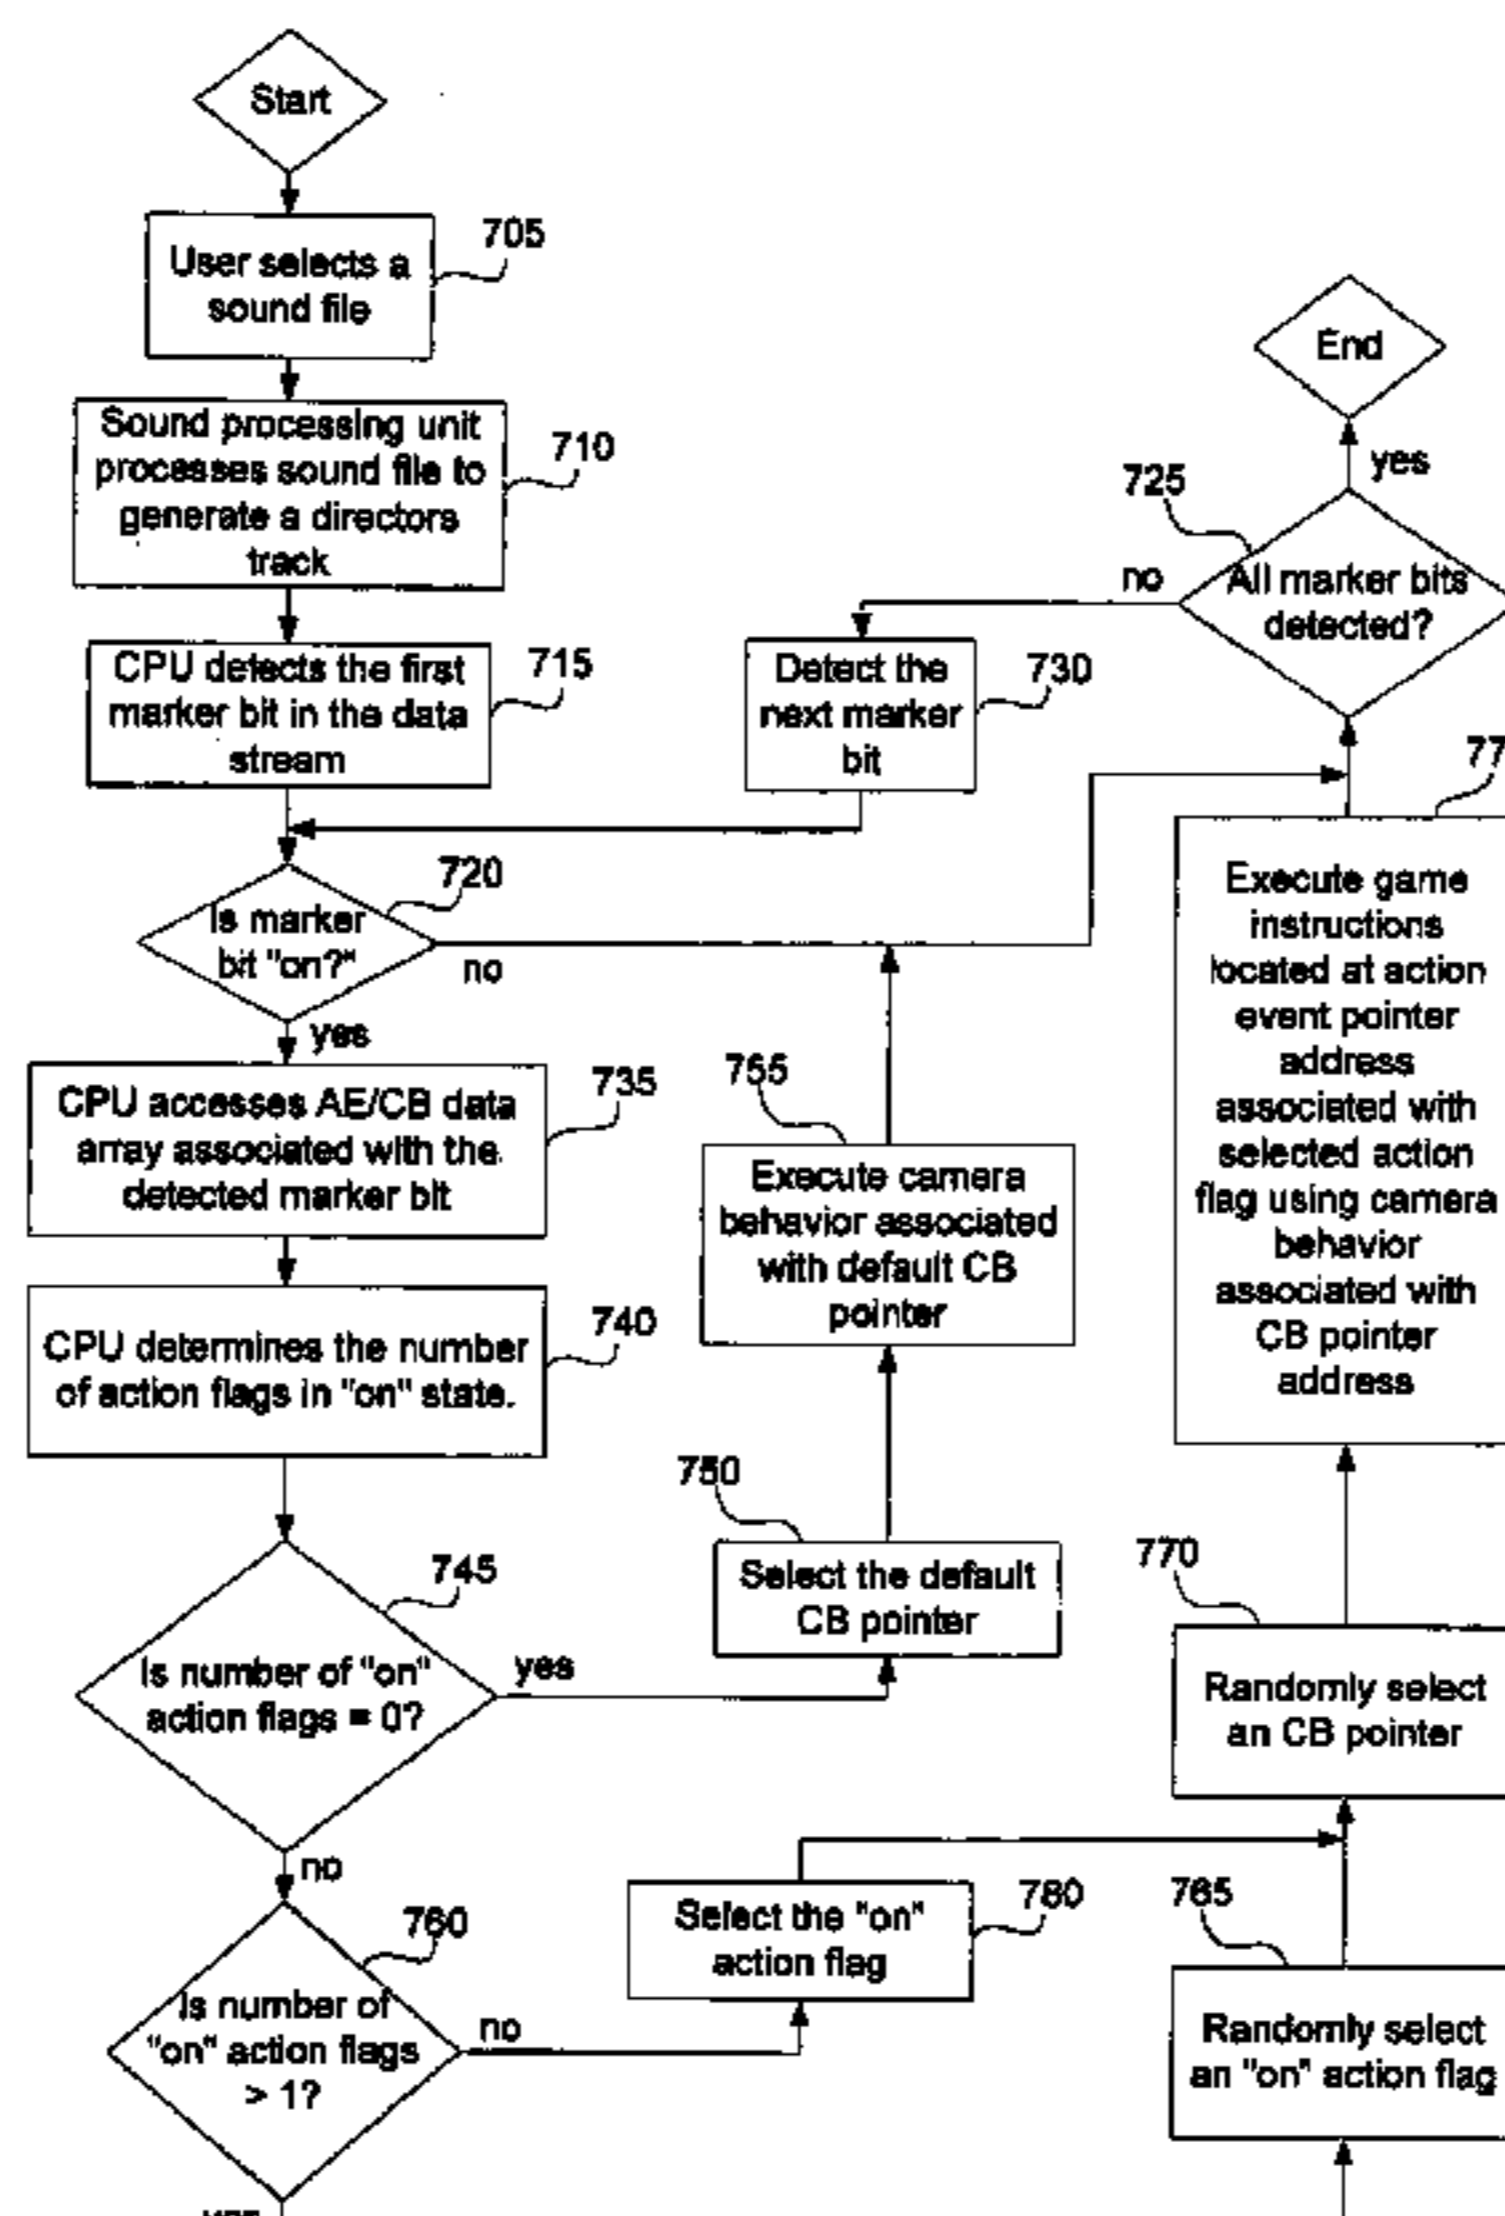 Start
705
User selects a
sound file
710
Sound processing unit
processes sound file to
generate a directors
track
715
CPU detects the first
marker bit in the data
stream
720
Is marker
bit "on?"
no
yes
735
CPU accesses AE/CB data
array associated with the
detected marker bit
740
CPU determines the number
of action flags in "on" state.
745
Is number of "on"
action flags = 0?
yes
no
760
Is number of
"on" action flags
> 1?
no
yes
730
Detect the
next marker
bit
755
Execute camera
behavior associated
with default CB
pointer
750
Select the default
CB pointer
780
Select the "on"
action flag
End
yes
725
All marker bits
detected?
no
77
Execute game
instructions
located at action
event pointer
address
associated with
selected action
flag using camera
behavior
associated with
CB pointer
address
770
Randomly select
an CB pointer
765
Randomly select
an "on" action flag